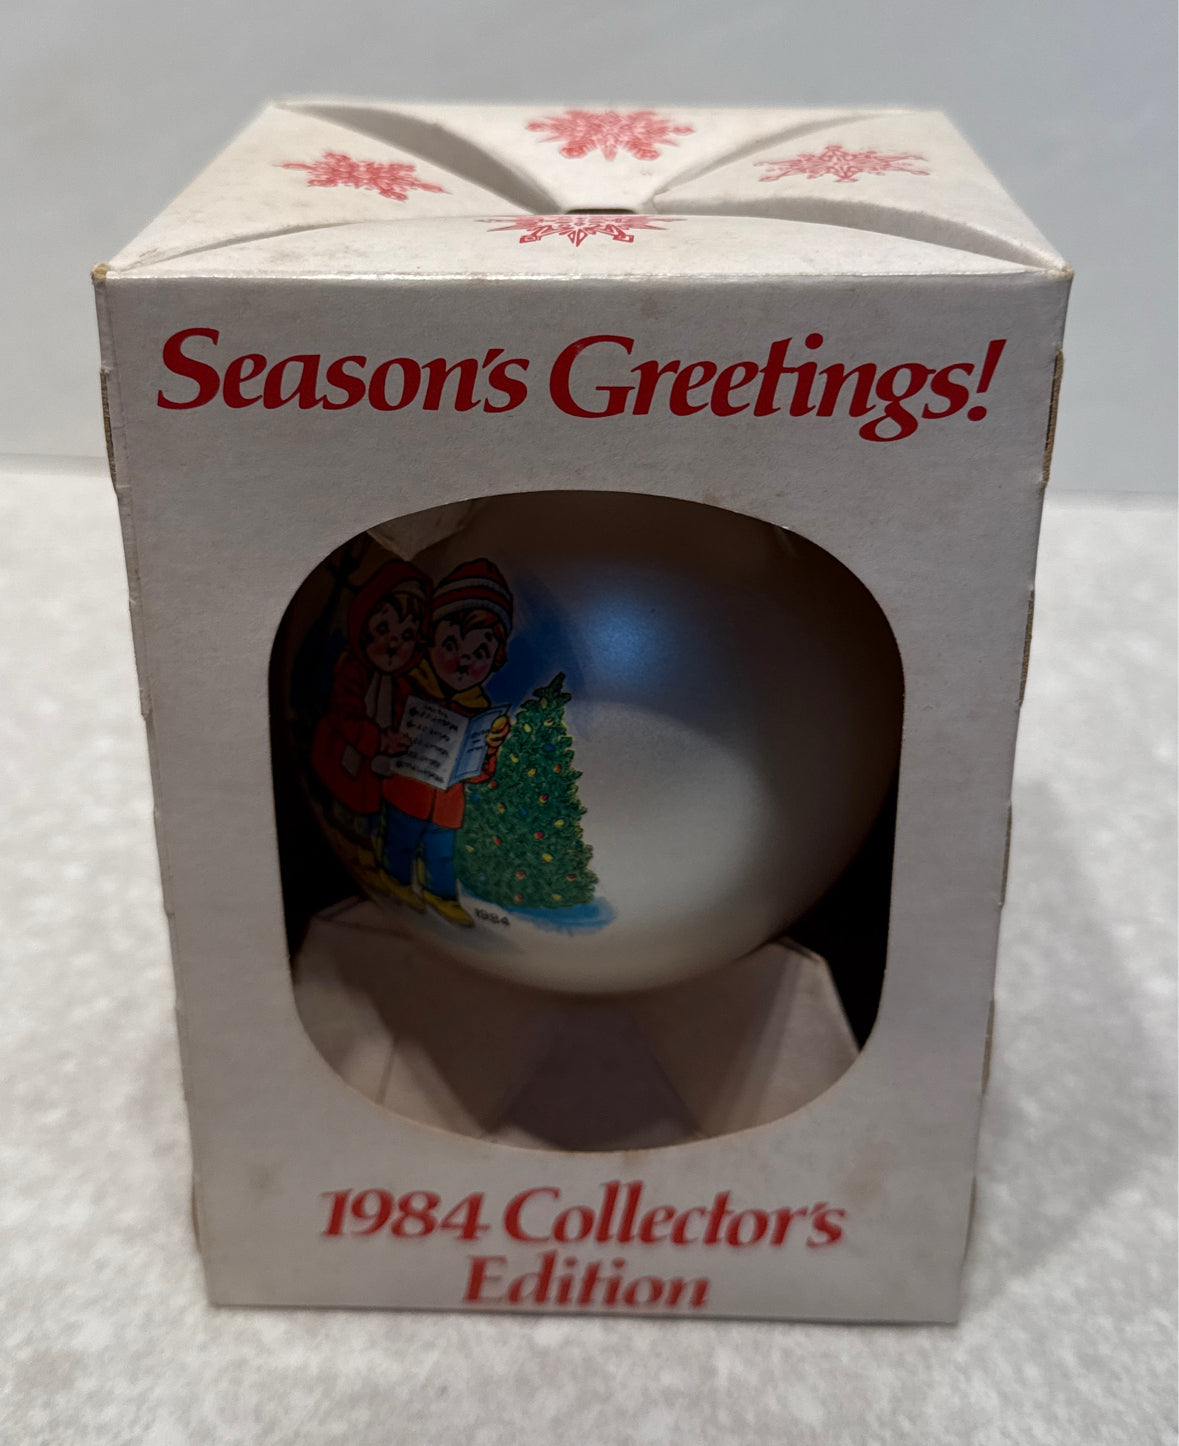 Season's Greetings!
1984
1984 Collector's
Edition